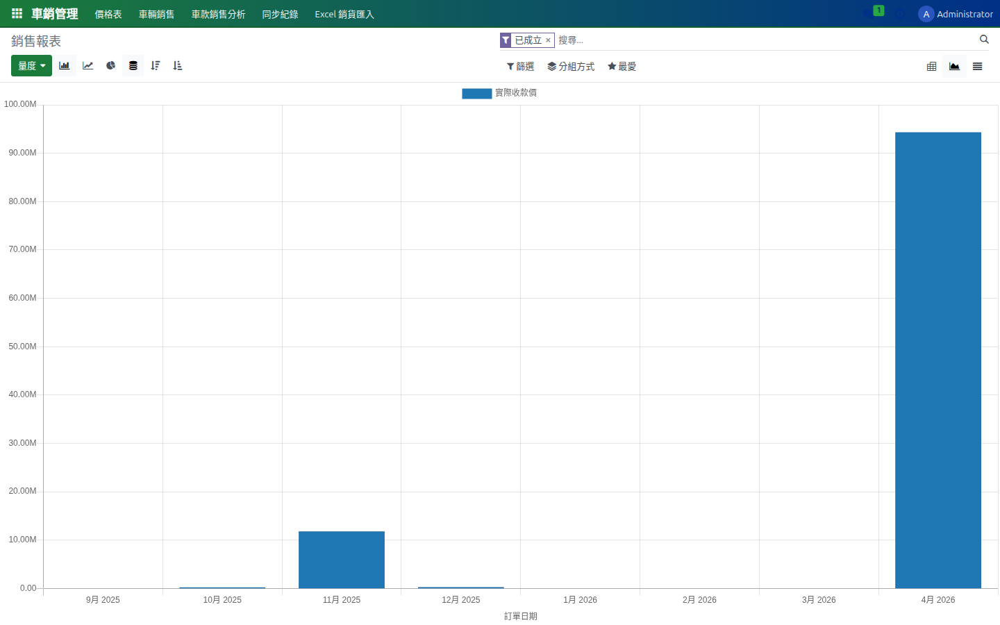 車銷管理 價格表 車輛銷售 車款銷售分析 同步紀錄 Excel 銷貨匯入 1 A Administrator
銷售報表
已成立 × 搜尋...
量度
篩選 分組方式 最愛
實際收款價
100.00M
90.00M
80.00M
70.00M
60.00M
50.00M
40.00M
30.00M
20.00M
10.00M
0.00
9月 2025 10月 2025 11月 2025 12月 2025 1月 2026 2月 2026 3月 2026 4月 2026
訂單日期